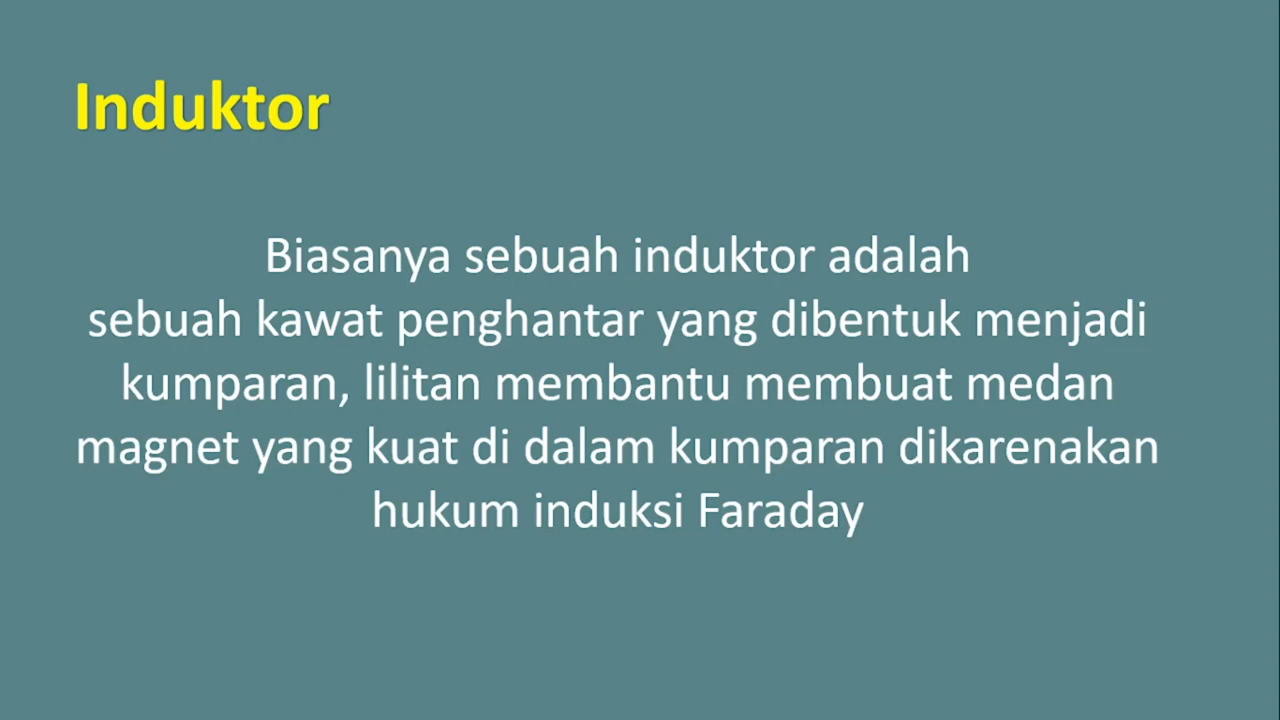 Induktor
Biasanya sebuah induktor adalah
sebuah kawat penghantar yang dibentuk menjadi
kumparan, lilitan membantu membuat medan
magnet yang kuat di dalam kumparan dikarenakan
hukum induksi Faraday